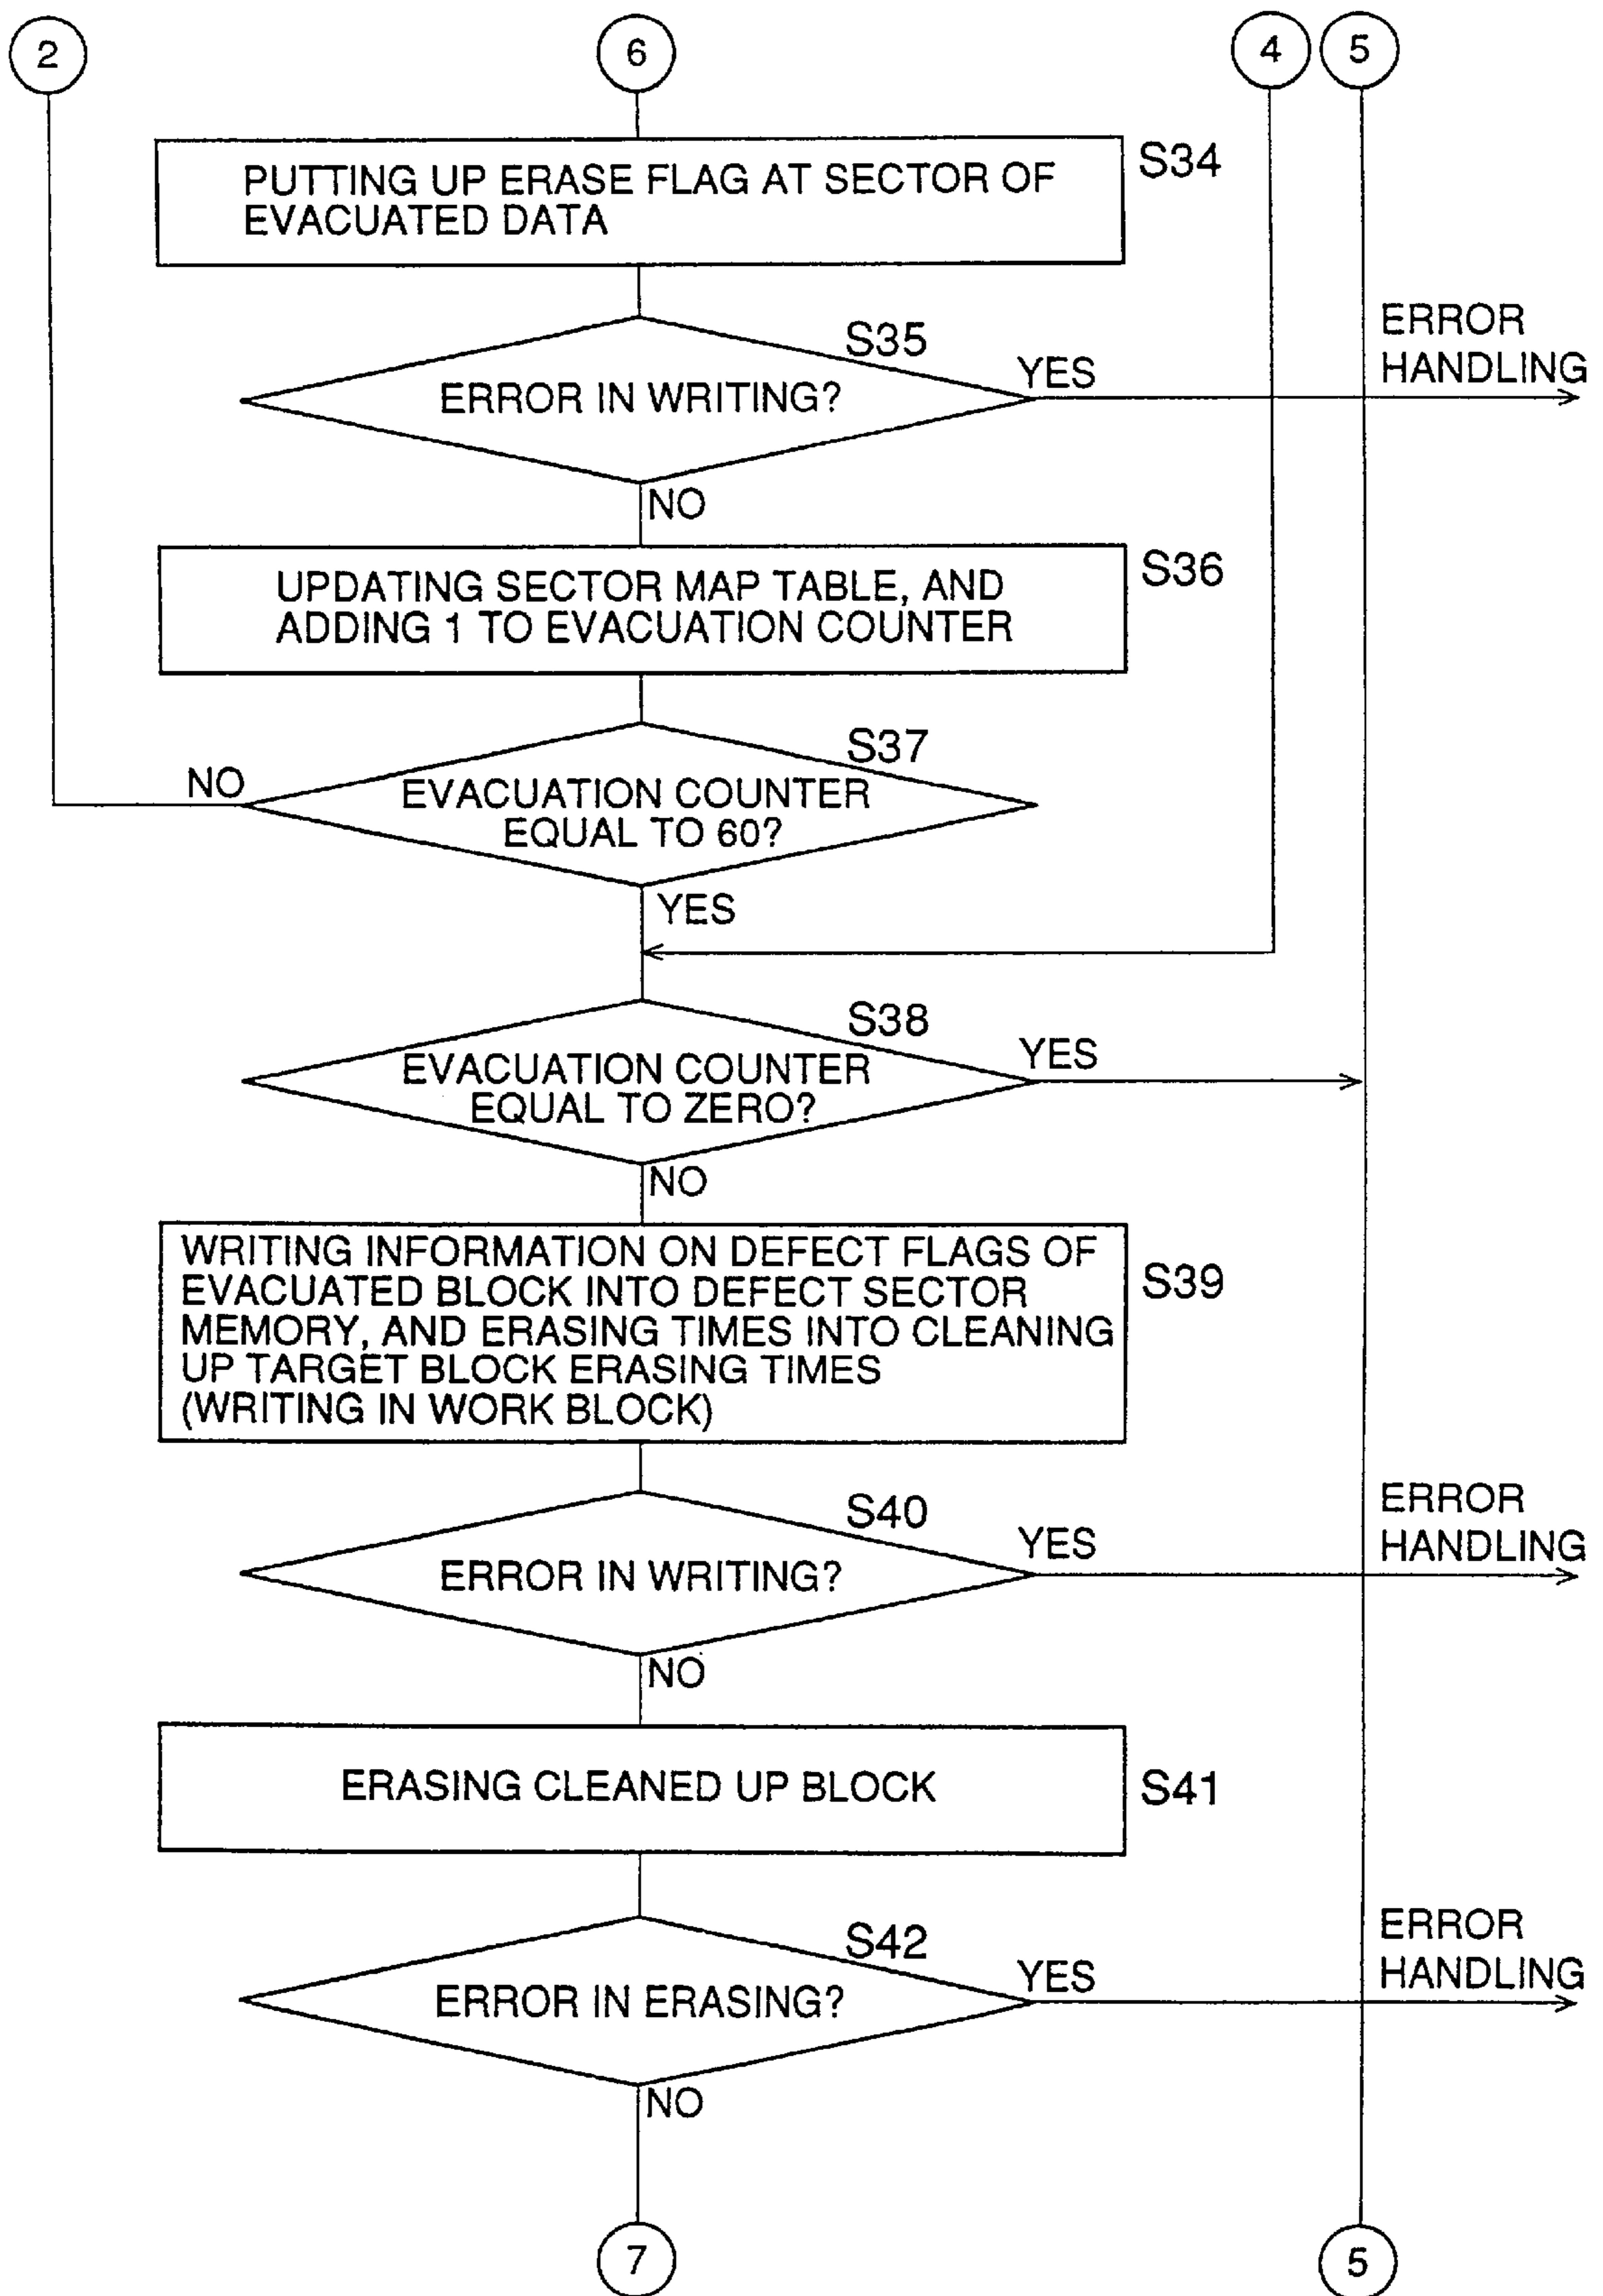 2
6
4
5
PUTTING UP ERASE FLAG AT SECTOR OF
EVACUATED DATA
S34
S35
ERROR IN WRITING?
YES
ERROR
HANDLING
NO
UPDATING SECTOR MAP TABLE, AND
ADDING 1 TO EVACUATION COUNTER
S36
S37
NO
EVACUATION COUNTER
EQUAL TO 60?
YES
S38
EVACUATION COUNTER
EQUAL TO ZERO?
YES
NO
WRITING INFORMATION ON DEFECT FLAGS OF
EVACUATED BLOCK INTO DEFECT SECTOR
MEMORY, AND ERASING TIMES INTO CLEANING
UP TARGET BLOCK ERASING TIMES
(WRITING IN WORK BLOCK)
S39
S40
ERROR IN WRITING?
YES
ERROR
HANDLING
NO
ERASING CLEANED UP BLOCK
S41
S42
ERROR IN ERASING?
YES
ERROR
HANDLING
NO
7
5